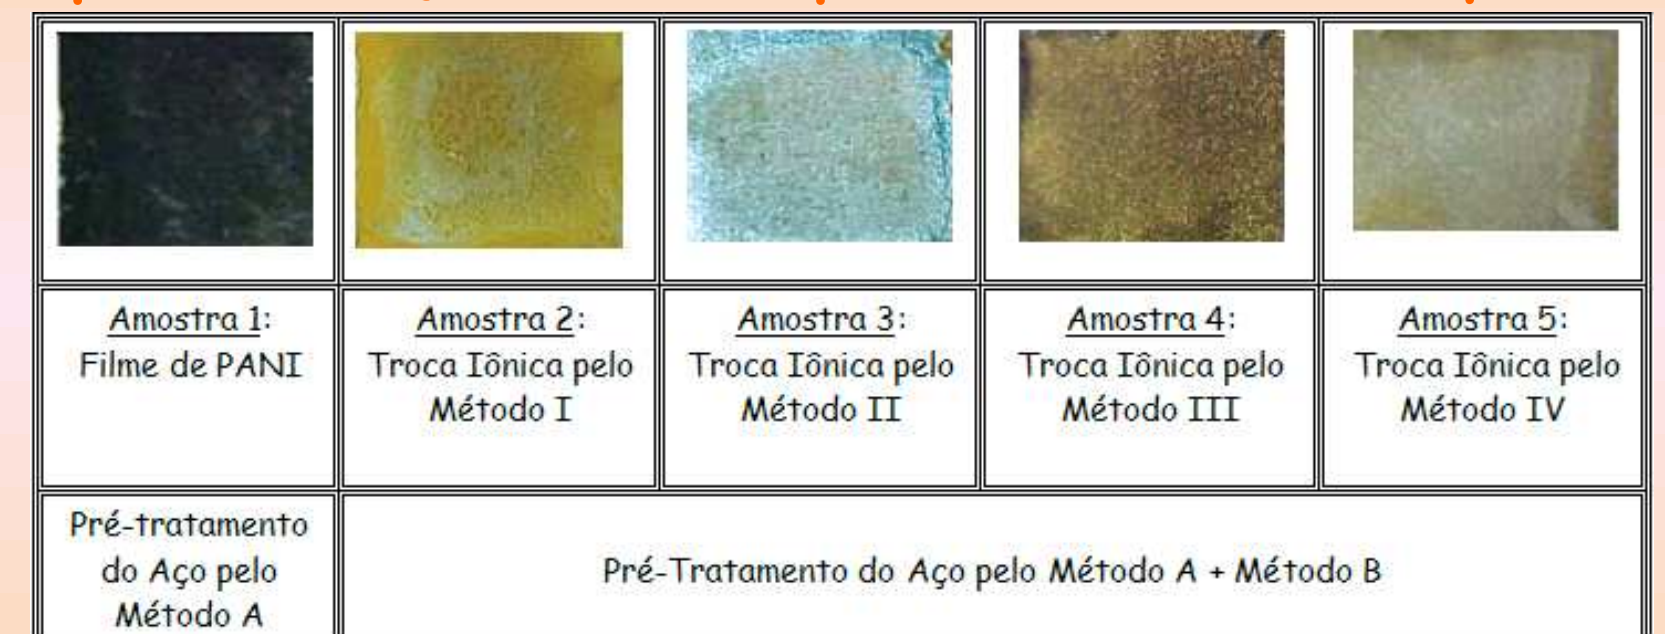 Amostra 1:
Filme de PANI
Amostra 2:
Troca Iônica pelo
Método I
Amostra 3:
Troca Iônica pelo
Método II
Amostra 4:
Troca Iônica pelo
Método III
Amostra 5:
Troca Iônica pelo
Método IV
Pré-tratamento
do Aço pelo
Método A
Pré-Tratamento do Aço pelo Método A + Método B